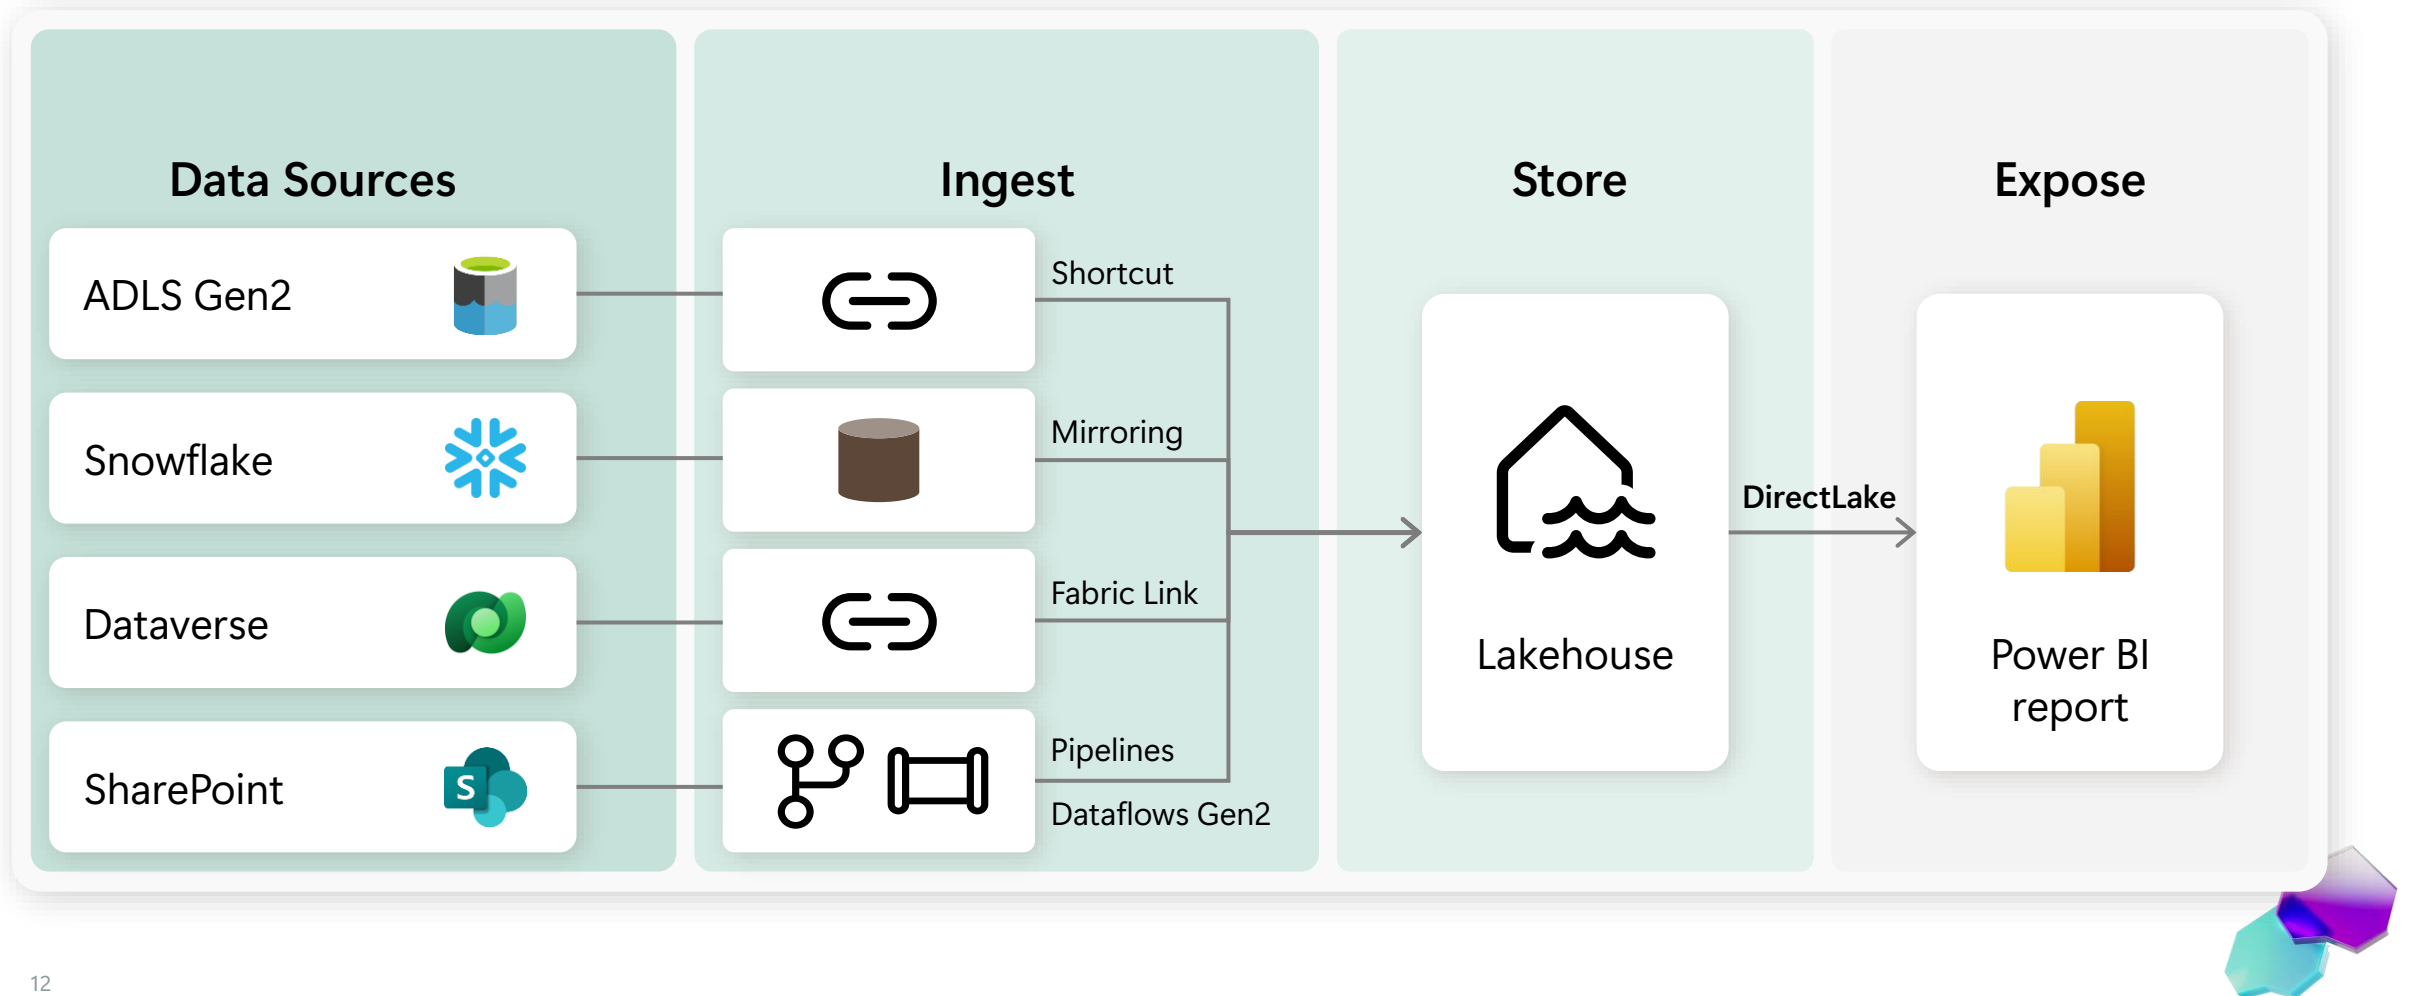 Data Sources
Ingest
Store
Expose
ADLS Gen2
Shortcut
Snowflake
Mirroring
Dataverse
Fabric Link
SharePoint
S
Pipelines
Dataflows Gen2
Lakehouse
DirectLake
Power BI
report
12